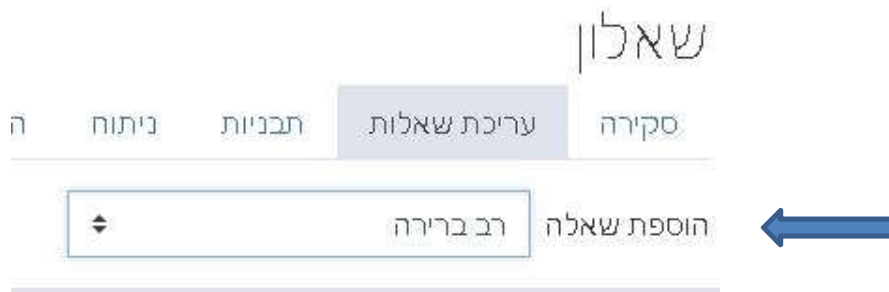 שאלון
סקירה עריכת שאלות תבניות ניתוח
הוספת שאלה רב ברירה